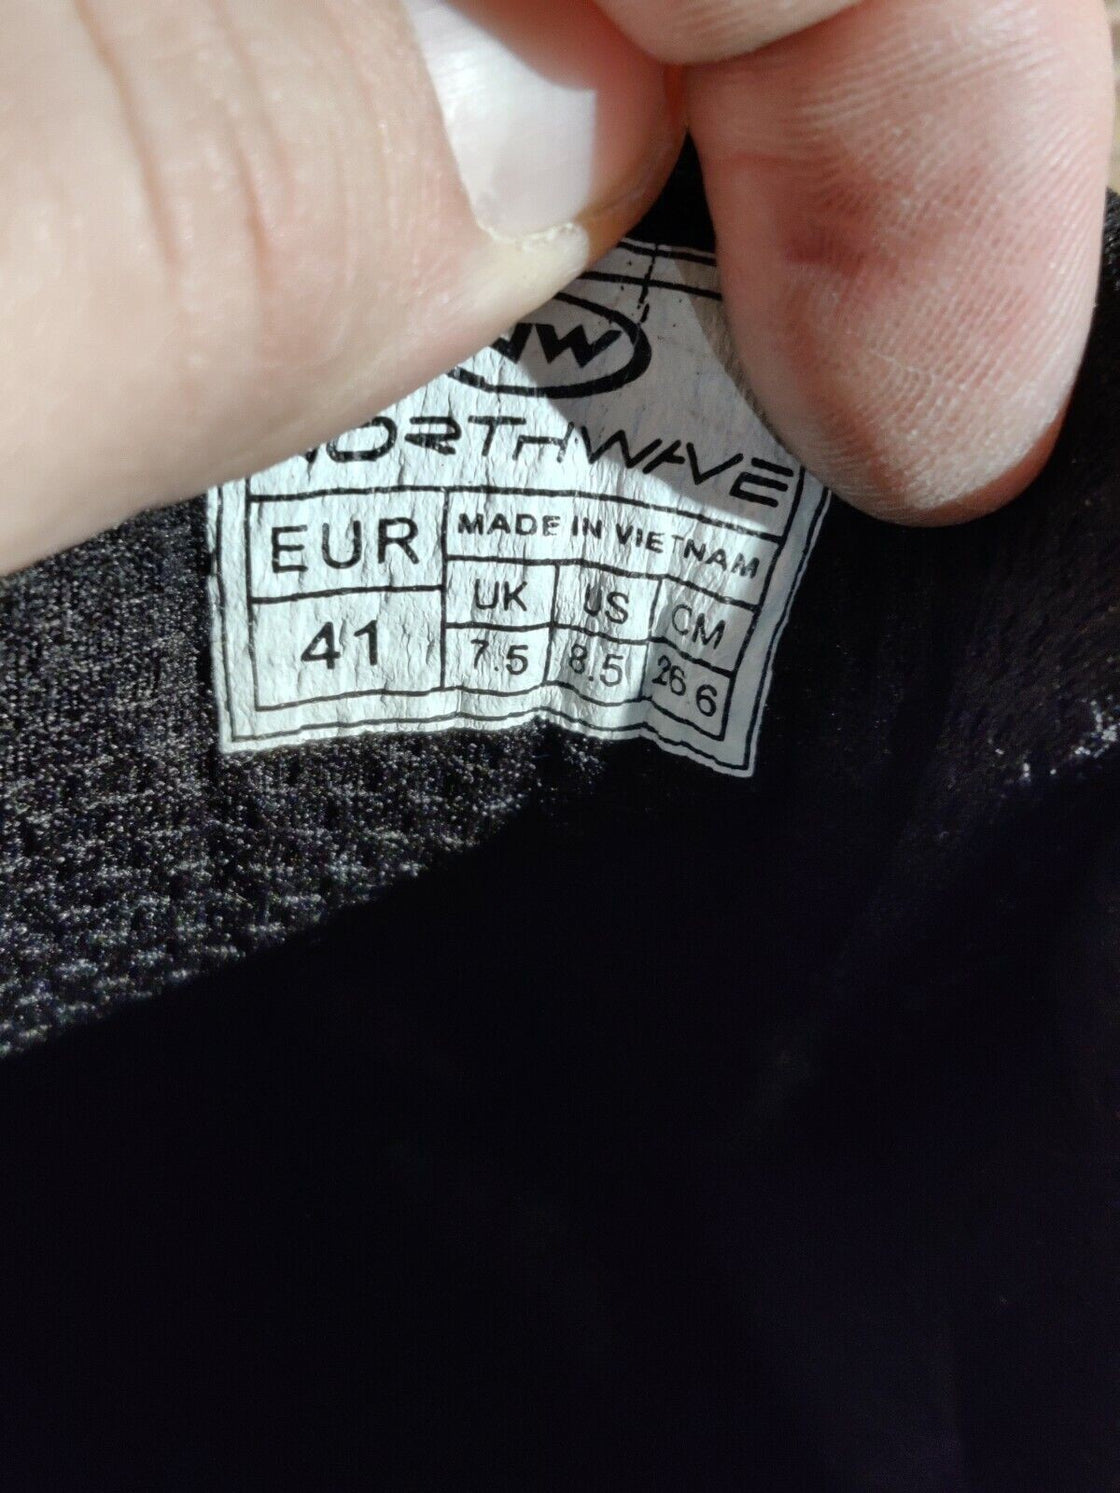 NW
NORTHWAVE
EUR MADE IN VIETNAM
UK US CM
41 7.5 8.5 26.6